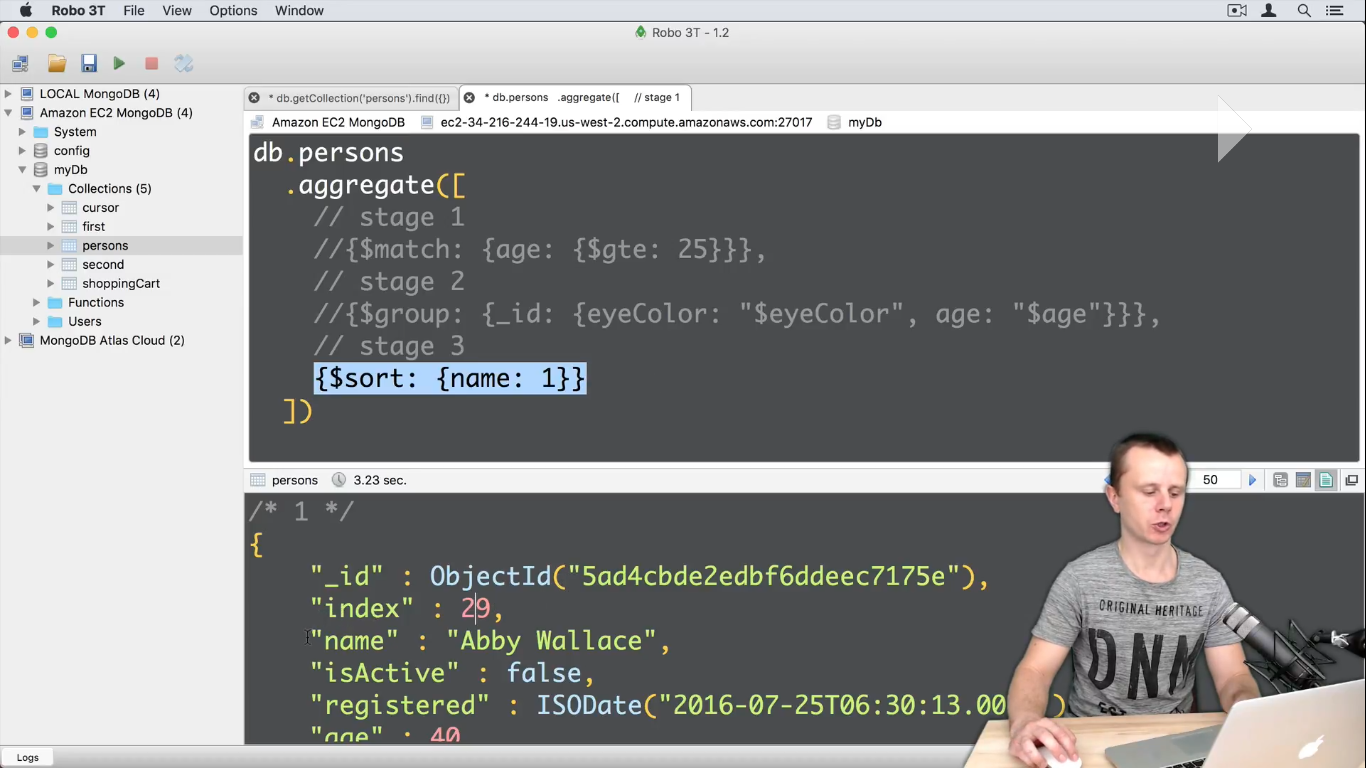 Robo 3T File View Options Window
Robo 3T - 1.2
LOCAL MongoDB (4)
Amazon EC2 MongoDB (4)
System
config
myDb
Collections (5)
cursor
first
persons
second
shoppingCart
Functions
Users
MongoDB Atlas Cloud (2)
* db.getCollection('persons').find({}) * db.persons .aggregate([ // stage 1
Amazon EC2 MongoDB ec2-34-216-244-19.us-west-2.compute.amazonaws.com:27017 myDb
db.persons
.aggregate([
// stage 1
//{$match: {age: {$gte: 25}}},
// stage 2
//{$group: {_id: {eyeColor: "$eyeColor", age: "$age"}}},
// stage 3
{$sort: {name: 1}}
])
persons 3.23 sec. 50
/* 1 */
{
"_id" : ObjectId("5ad4cbde2edbf6ddeec7175e"),
"index" : 29,
"name" : "Abby Wallace",
"isActive" : false,
"registered" : ISODate("2016-07-25T06:30:13.00 )
"age" : 40
ORIGINAL HERITAGE
DNM
Logs